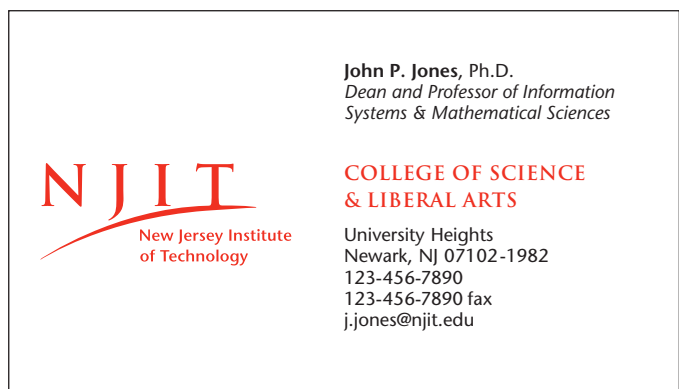 NJIT
New Jersey Institute
of Technology
John P. Jones, Ph.D.
Dean and Professor of Information
Systems & Mathematical Sciences
COLLEGE OF SCIENCE
& LIBERAL ARTS
University Heights
Newark, NJ 07102-1982
123-456-7890
123-456-7890 fax
j.jones@njit.edu